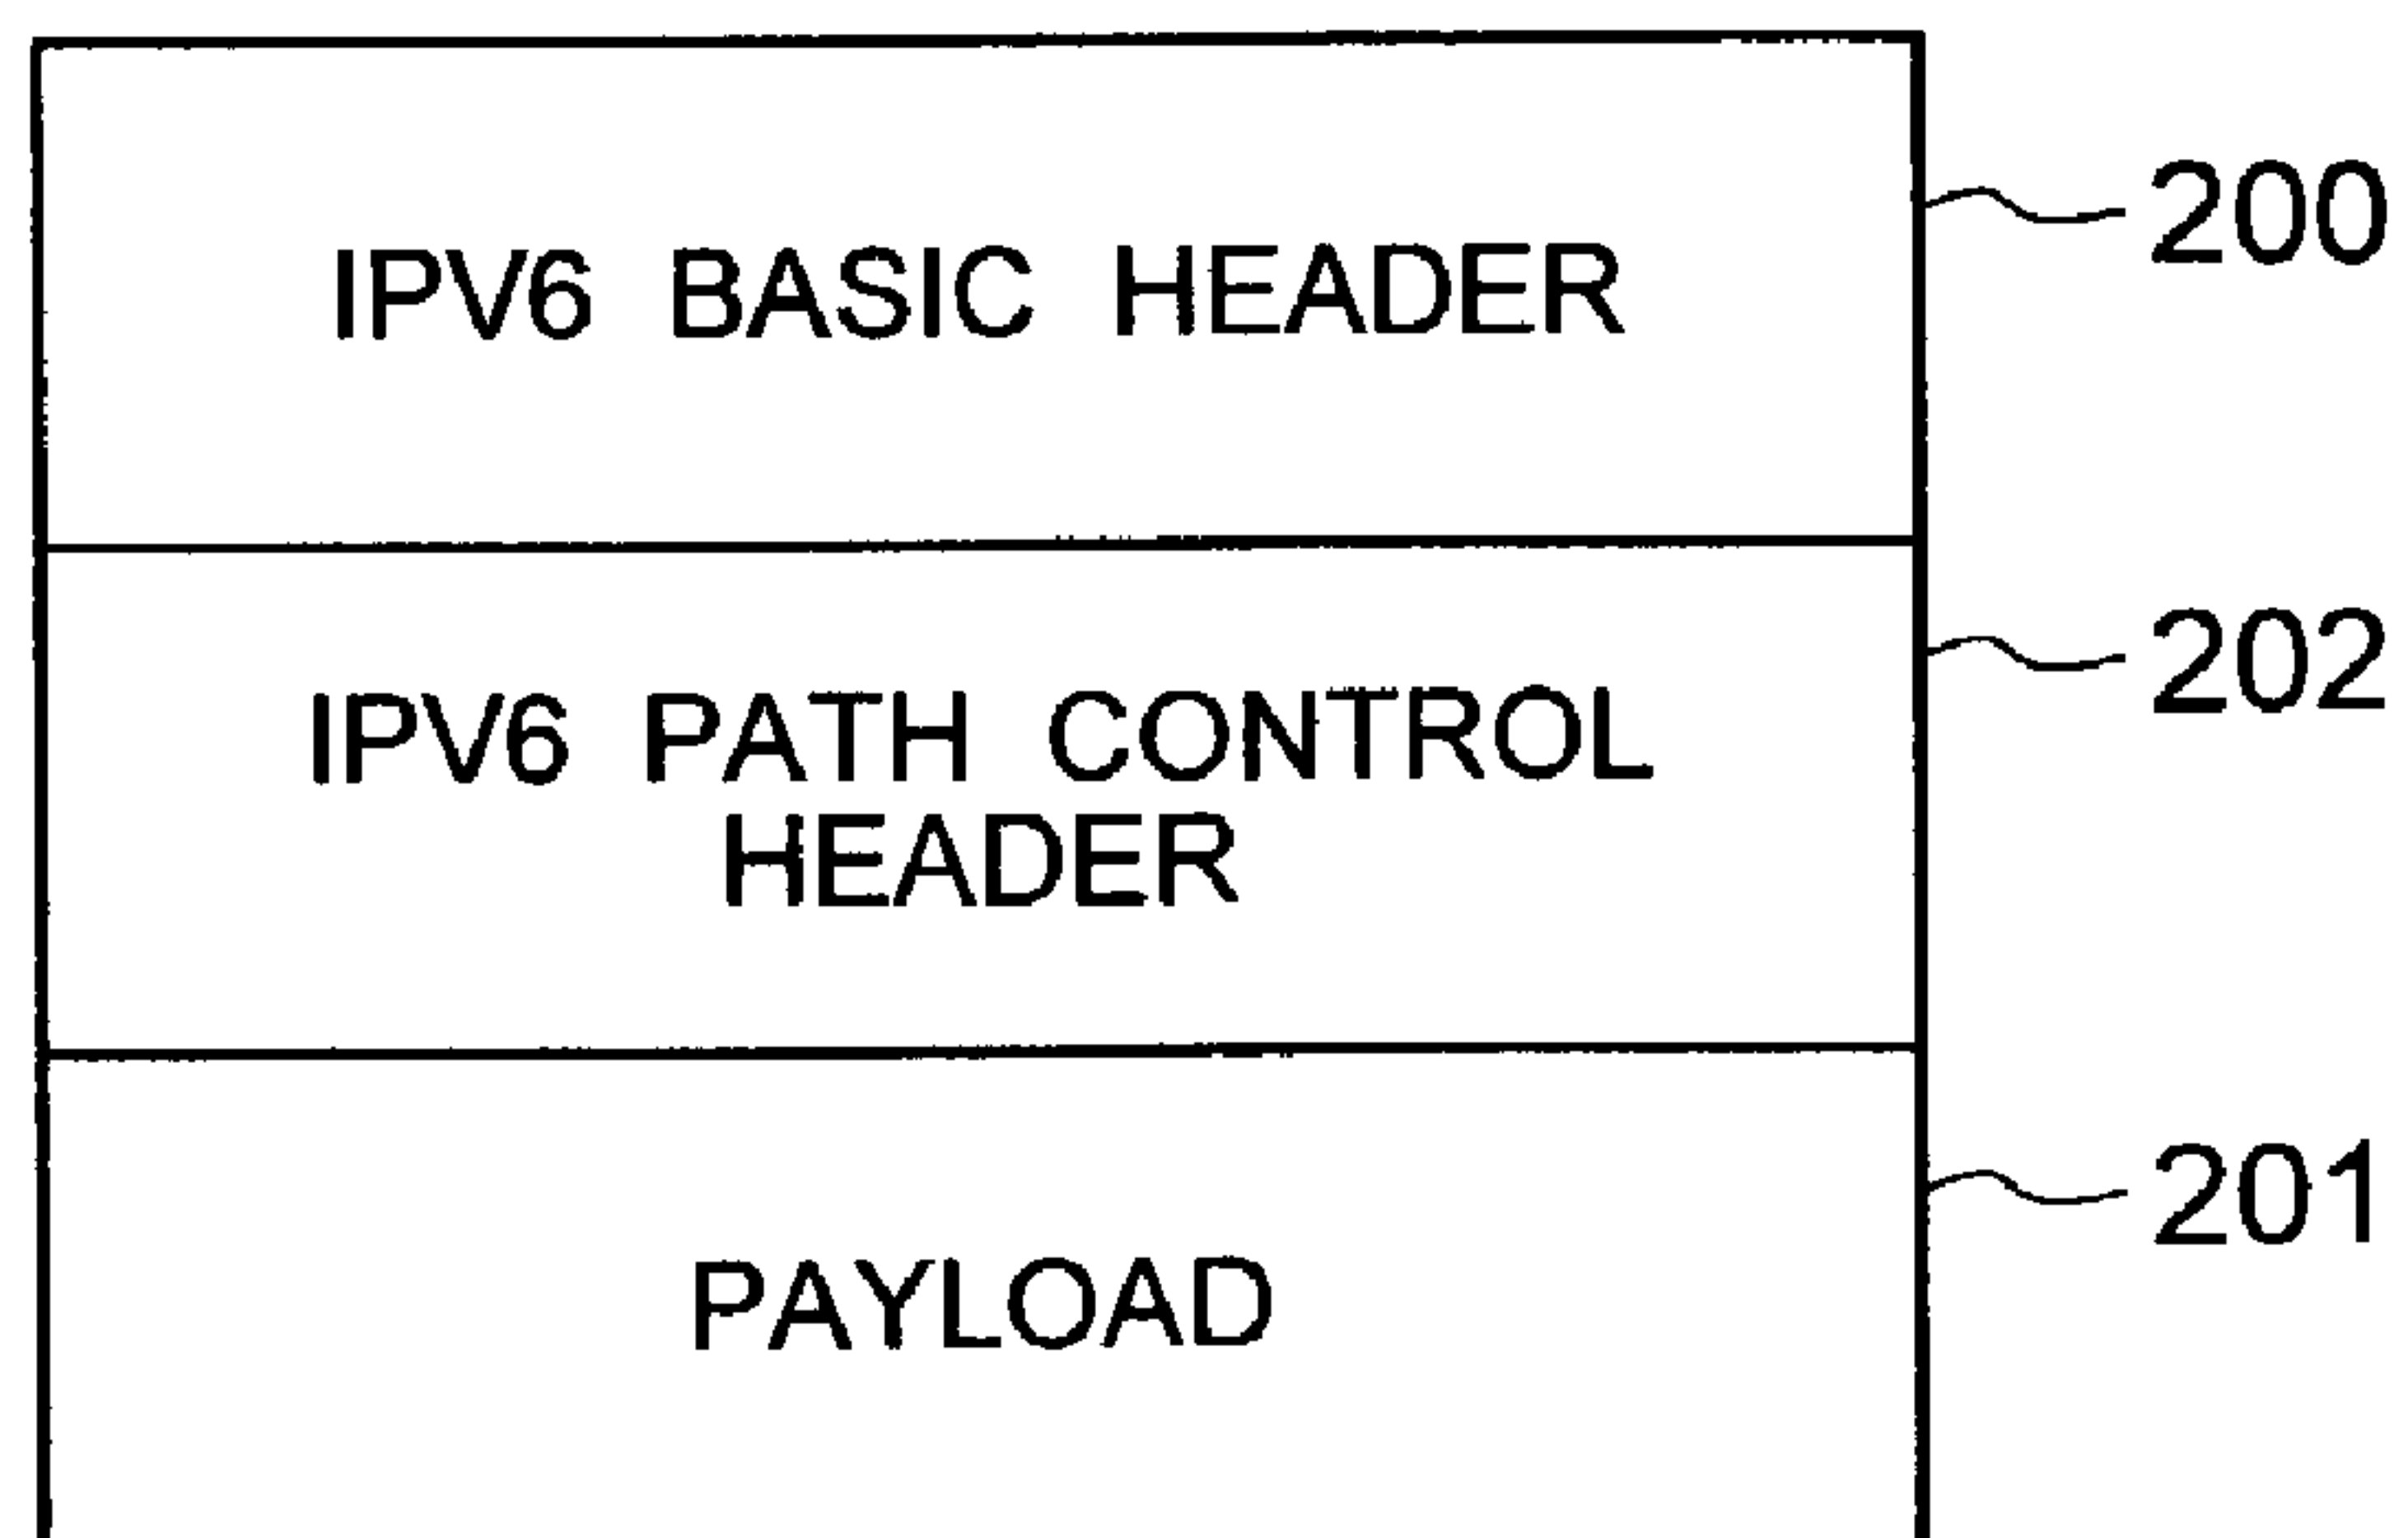 IPV6 BASIC HEADER
200
IPV6 PATH CONTROL
HEADER
202
PAYLOAD
201